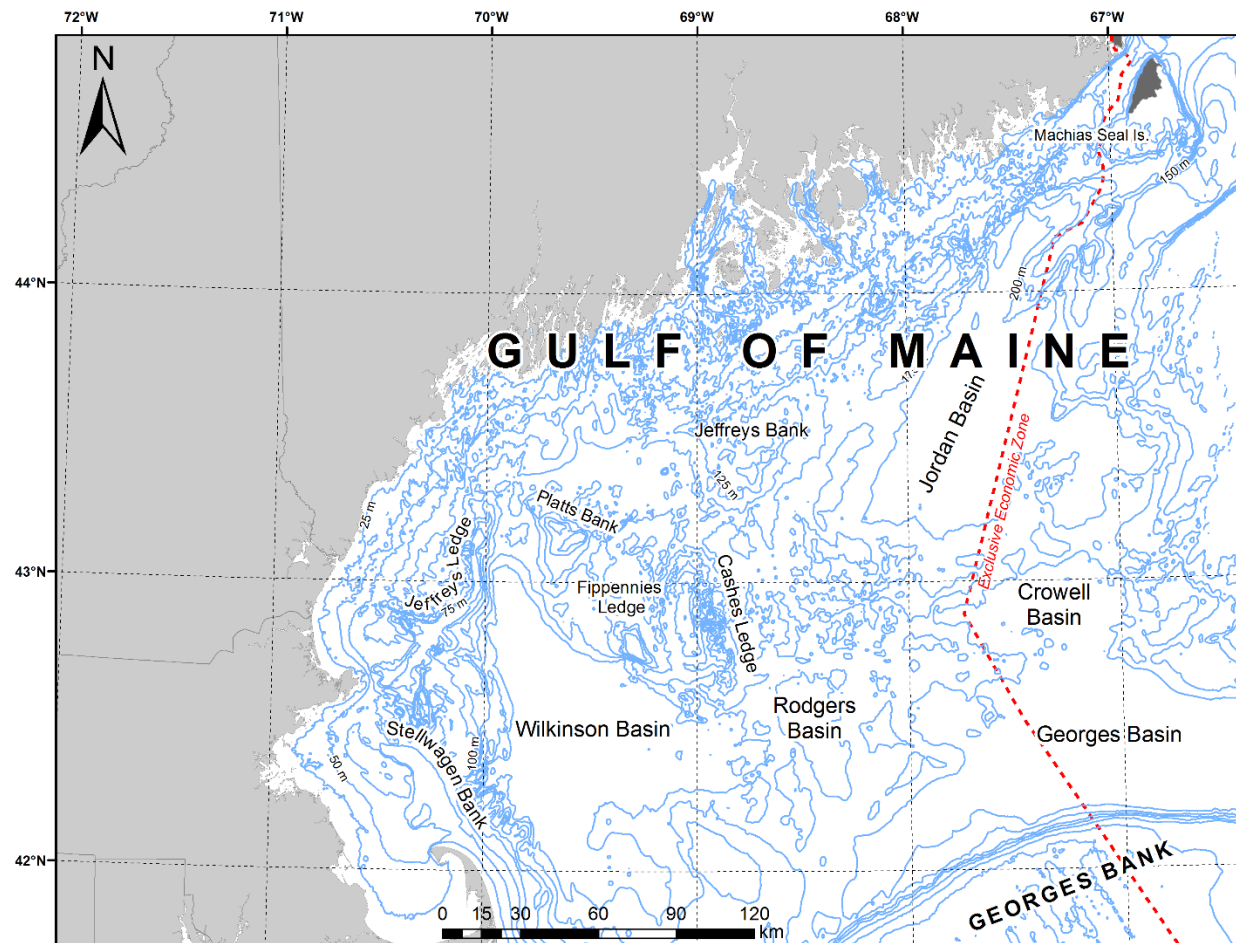 72°W 71°W 70°W 69°W 68°W 67°W
N
Machias Seal Is.
150 m
44°N
200 m
GULF OF MAINE
Jordan Basin
Jeffreys Bank
Exclusive Economic Zone
125 m
Platts Bank
25 m
43°N
Jeffrey's Ledge
75 m
Fippennies
Ledge
Cashes Ledge
Crowell
Basin
Rodgers
Basin
Wilkinson Basin
Georges Basin
Stellwagen Bank
100 m
50 m
42°N
GEORGES BANK
0 15 30 60 90 120
km